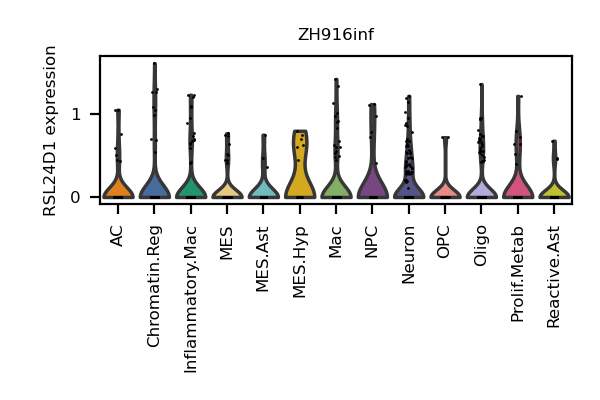 ZH916inf
RSL24D1 expression
1
0
AC
Chromatin.Reg
Inflammatory.Mac
MES
MES.Ast
MES.Hyp
Mac
NPC
Neuron
OPC
Oligo
Prolif.Metab
Reactive.Ast